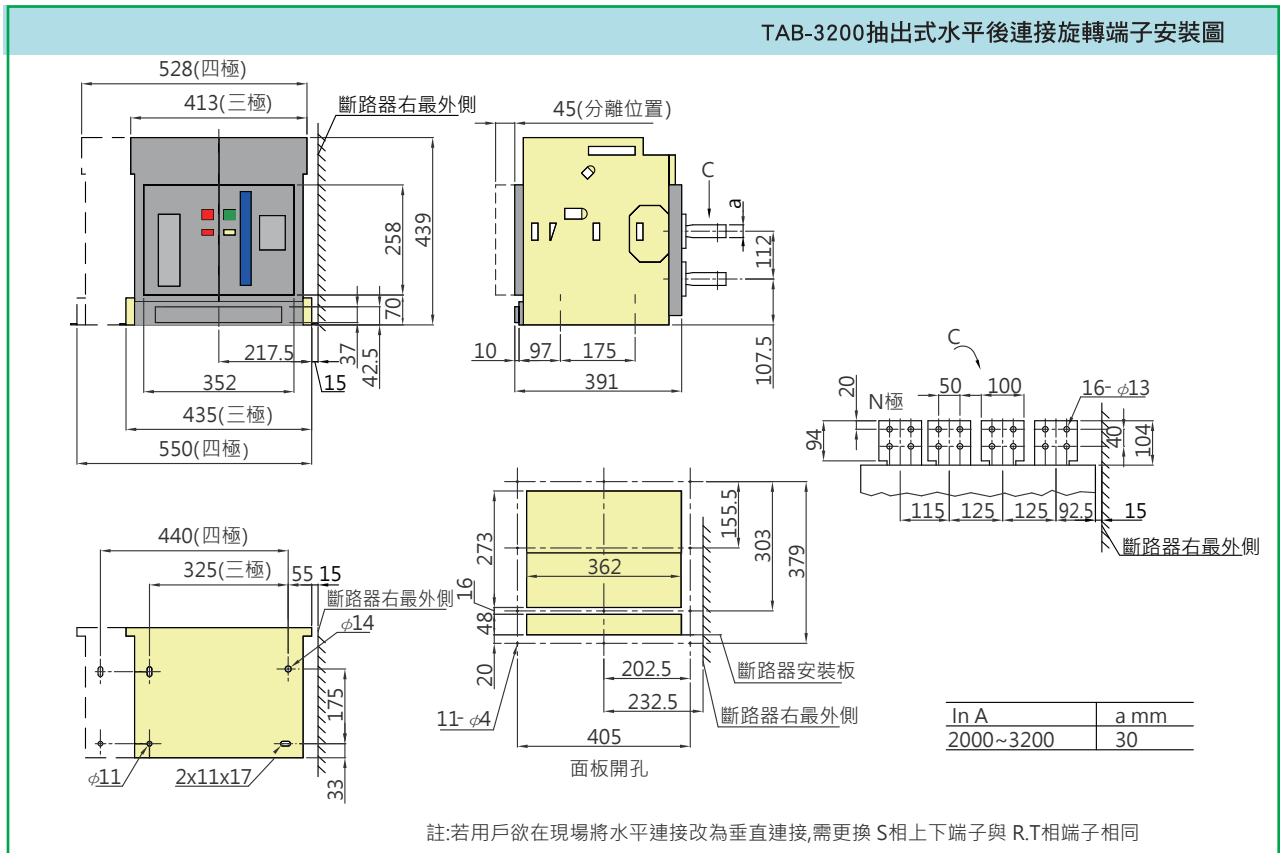 TAB-3200抽出式水平後連接旋轉端子安裝圖
528(四極)
413(三極)
斷路器右最外側
258
439
70
217.5
37
42.5
352
15
435(三極)
550(四極)
45(分離位置)
C
a
112
107.5
10
97
175
391
C
20
N極
50
100
16-φ13
94
40
104
115
125
125
92.5
15
斷路器右最外側
440(四極)
325(三極)
55
15
斷路器右最外側
φ14
175
33
φ11
2x11x17
155.5
303
379
273
362
16
48
20
202.5
斷路器安裝板
232.5
斷路器右最外側
11-φ4
405
面板開孔
In A a mm
2000~3200 30
註:若用戶欲在現場將水平連接改為垂直連接,需更換 S相上下端子與 R.T相端子相同